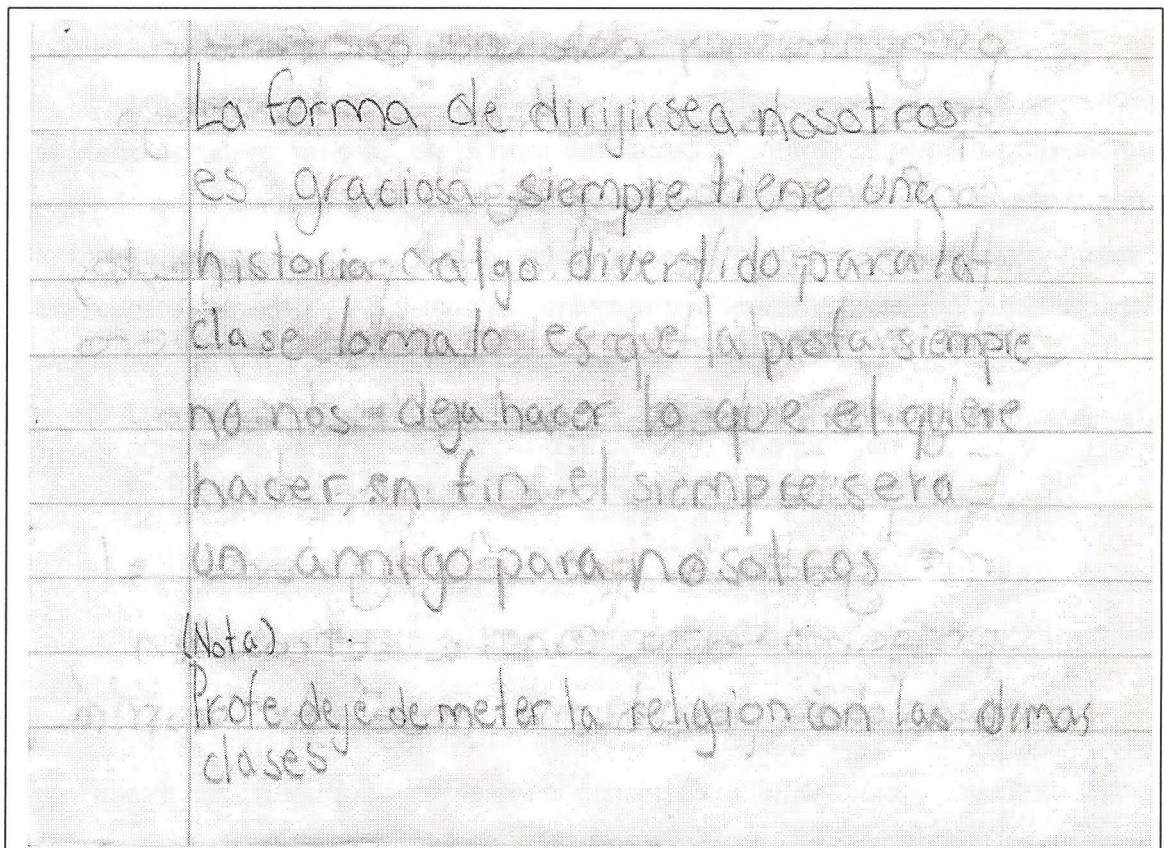 La forma de dirijirsea nosotros
es graciosa siempre tiene una
historia o algo divertido para la
clase lo malo es que la profa siempre
no nos deja hacer lo que el quiere
hacer, en fin el siempre sera
un amigo para nosotros
(Nota)
Profe deje de meter la religion con las demas
clases